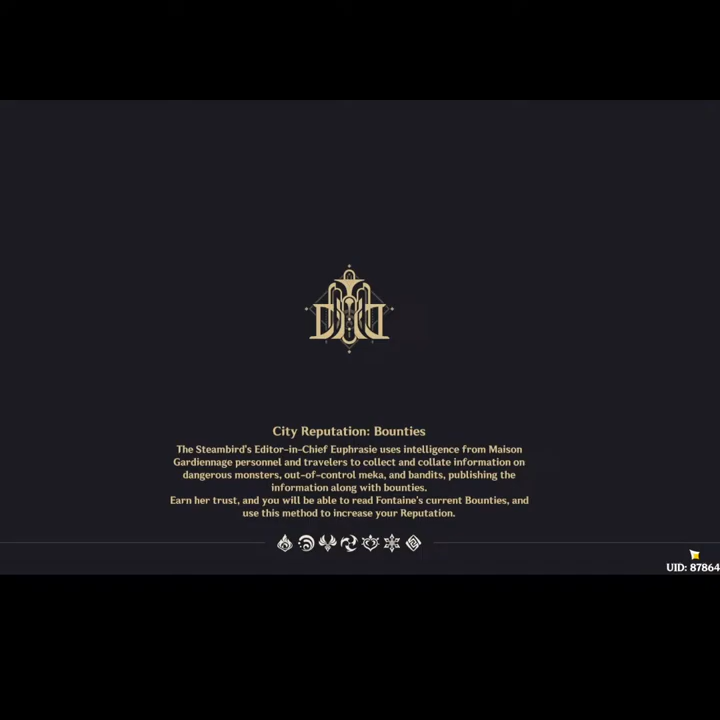 City Reputation: Bounties
The Steambird's Editor-in-Chief Euphrasie uses intelligence from Maison
Gardiennage personnel and travelers to collect and collate information on
dangerous monsters, out-of-control meka, and bandits, publishing the
information along with bounties.
Earn her trust, and you will be able to read Fontaine's current Bounties, and
use this method to increase your Reputation.
UID: 87864